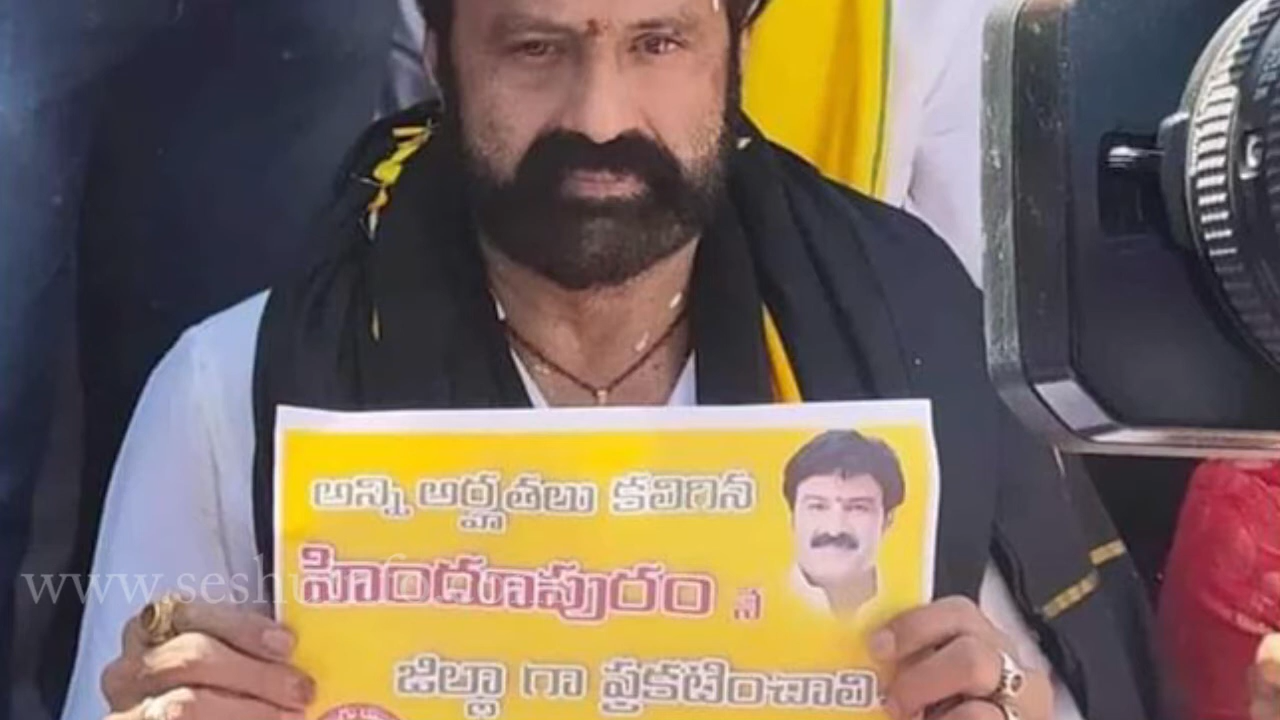 అన్ని అర్హతలు కలిగిన
హిందూపురం ని
జిల్లా గా ప్రకటించాలి